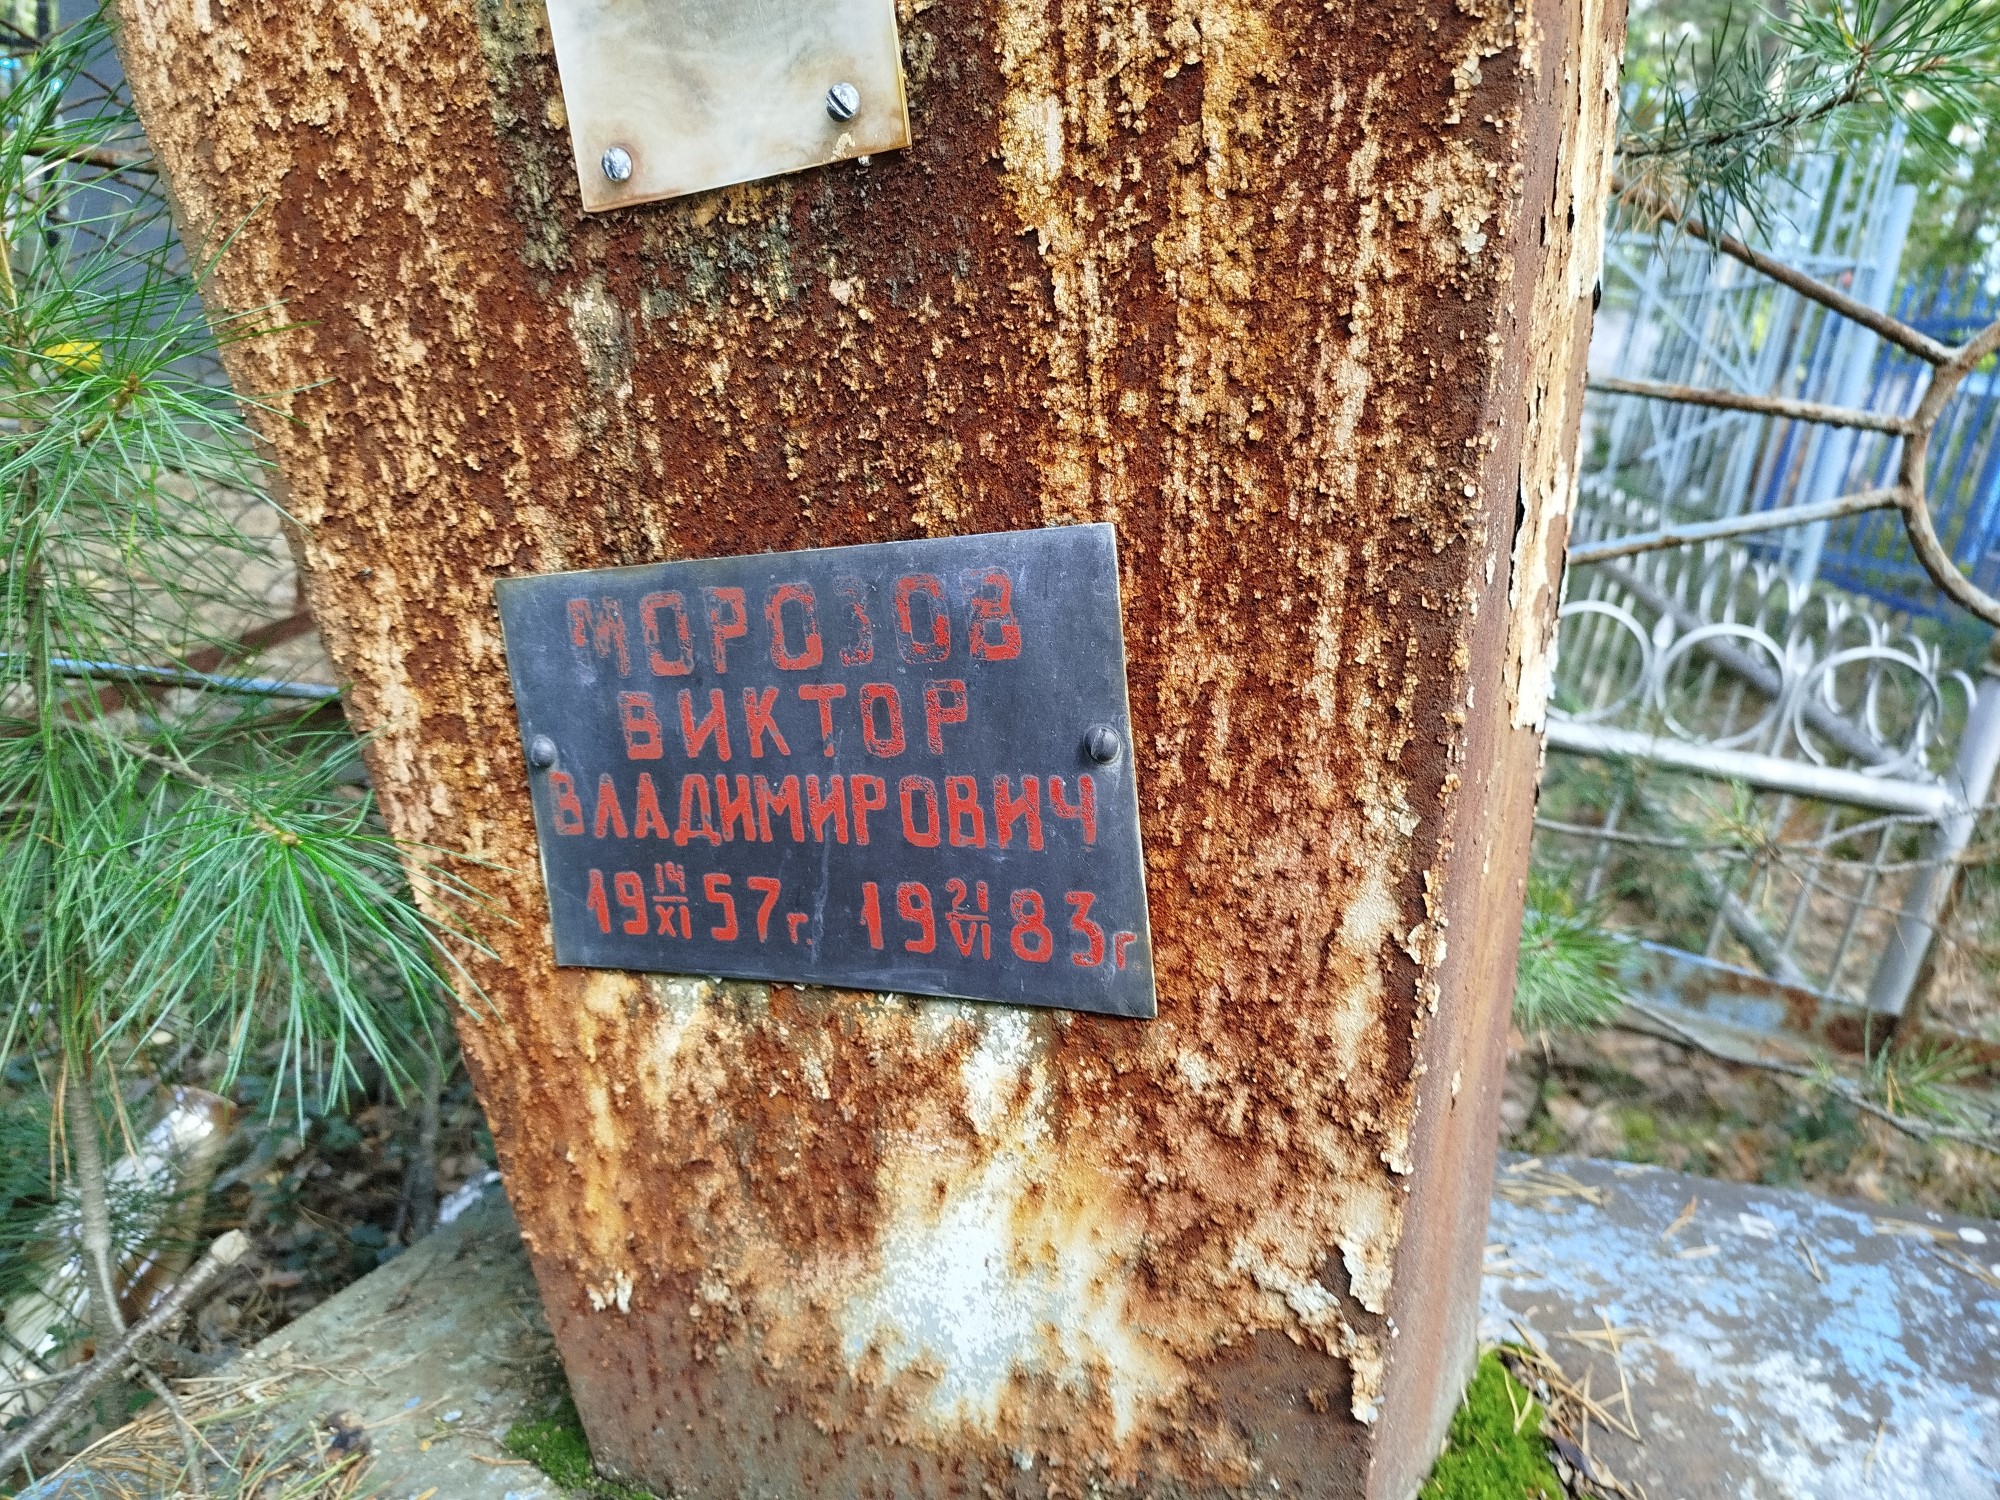 МОРОЗОВ
ВИКТОР
ВЛАДИМИРОВИЧ
19 14/XI 57г. 19 21/VI 83г.